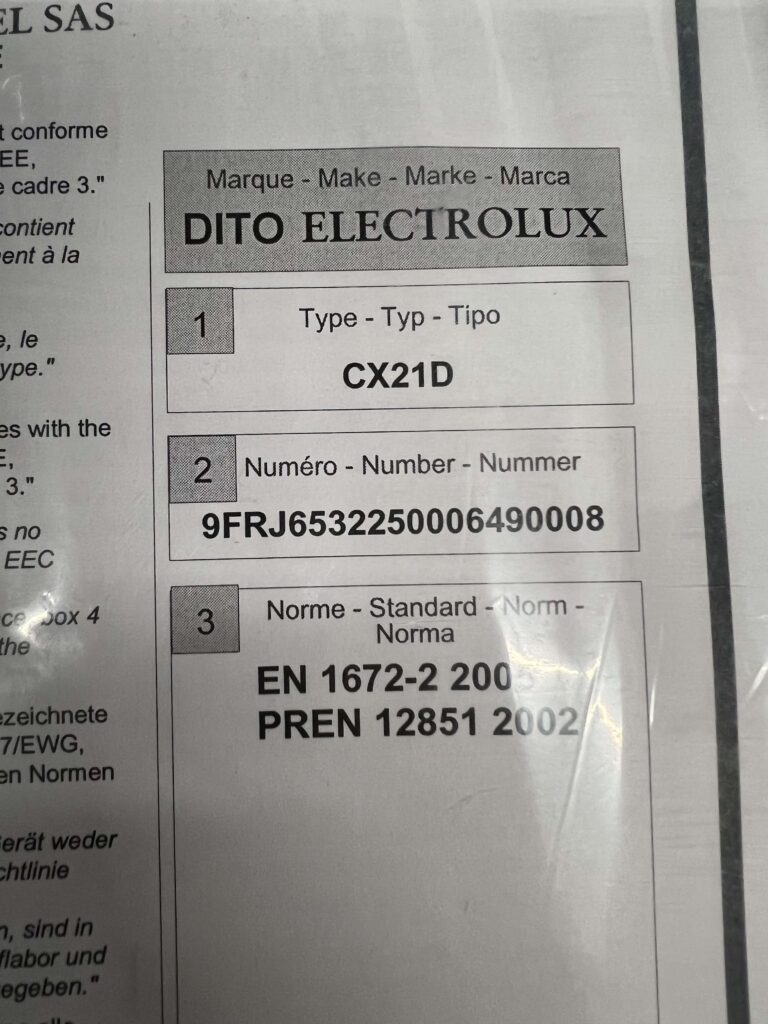 EL SAS
E
t conforme
EE,
e cadre 3."
contient
ent à la
e, le
ype."
es with the
E,
3."
s no
EEC
box 4
the
ezeichnete
7/EWG,
en Normen
Gerät weder
chtlinie
n, sind in
flabor und
egeben."
Marque - Make - Marke - Marca
DITO ELECTROLUX
1
Type - Typ - Tipo
CX21D
2
Numéro - Number - Nummer
9FRJ6532250006490008
3
Norme - Standard - Norm -
Norma
EN 1672-2
PREN 12851 2002